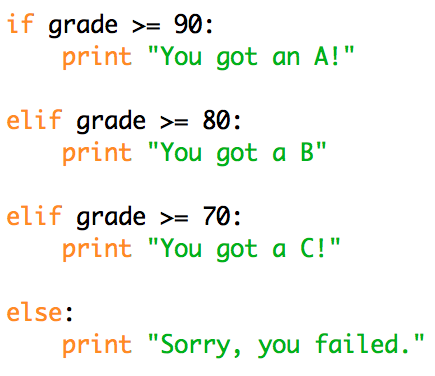 if grade >= 90:
    print "You got an A!"
elif grade >= 80:
    print "You got a B"
elif grade >= 70:
    print "You got a C!"
else:
    print "Sorry, you failed."